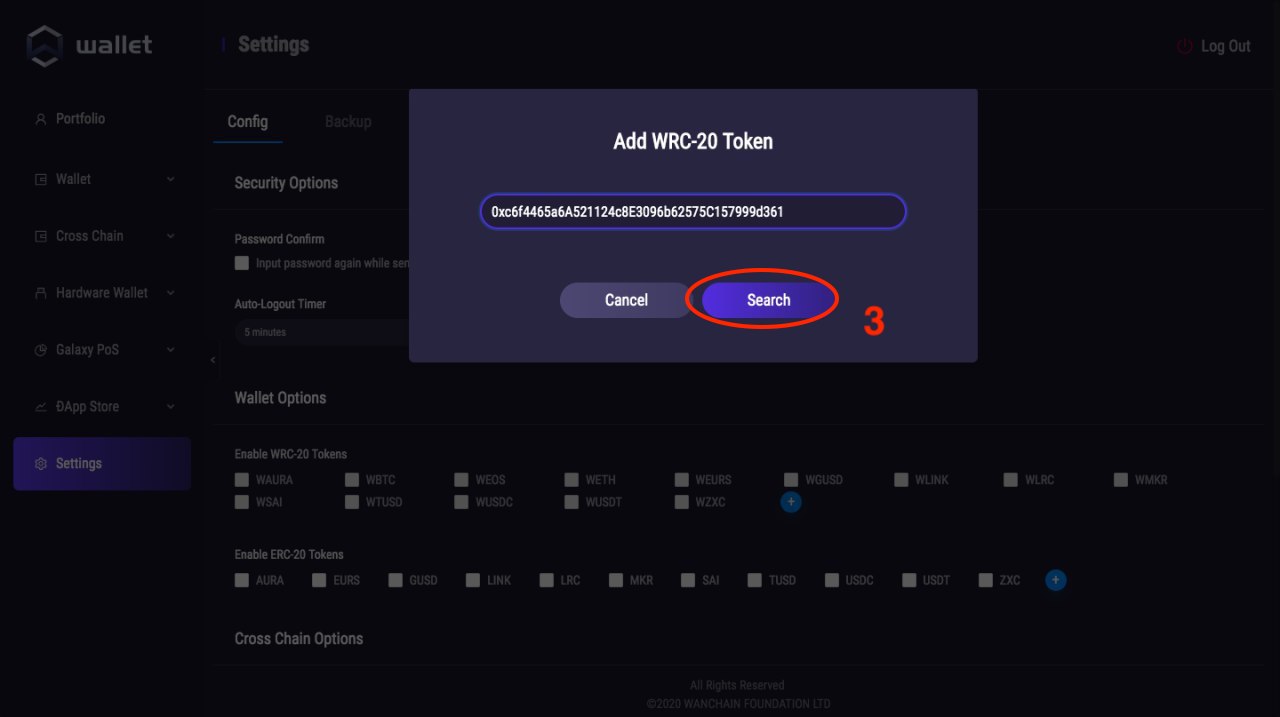 wallet
Settings
Log Out
Portfolio
Wallet
Cross Chain
Hardware Wallet
Galaxy PoS
ĐApp Store
Settings
Config
Backup
Security Options
Password Confirm
Input password again while sen
Auto-Logout Timer
5 minutes
Add WRC-20 Token
0xc6f4465a6A521124c8E3096b62575C157999d361
Cancel
Search
3
Wallet Options
Enable WRC-20 Tokens
WAURA WBTC WEOS WETH WEURS WGUSD WLINK WLRC WMKR
WSAI WTUSD WUSDC WUSDT WZXC +
Enable ERC-20 Tokens
AURA EURS GUSD LINK LRC MKR SAI TUSD USDC USDT ZXC +
Cross Chain Options
All Rights Reserved
©2020 WANCHAIN FOUNDATION LTD